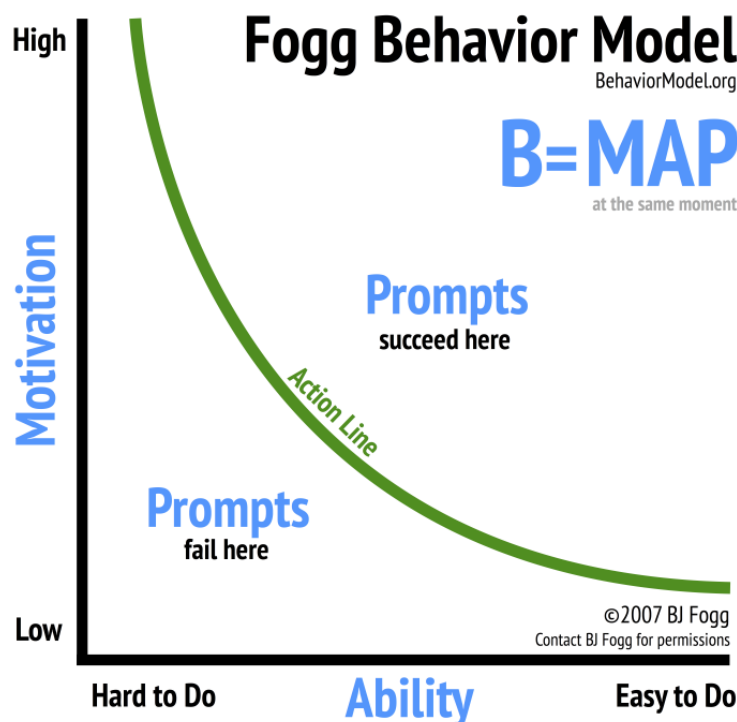 High
Fogg Behavior Model
BehaviorModel.org
B=MAP
at the same moment
Motivation
Prompts
succeed here
Action Line
Prompts
fail here
Low
©2007 BJ Fogg
Contact BJ Fogg for permissions
Hard to Do
Ability
Easy to Do